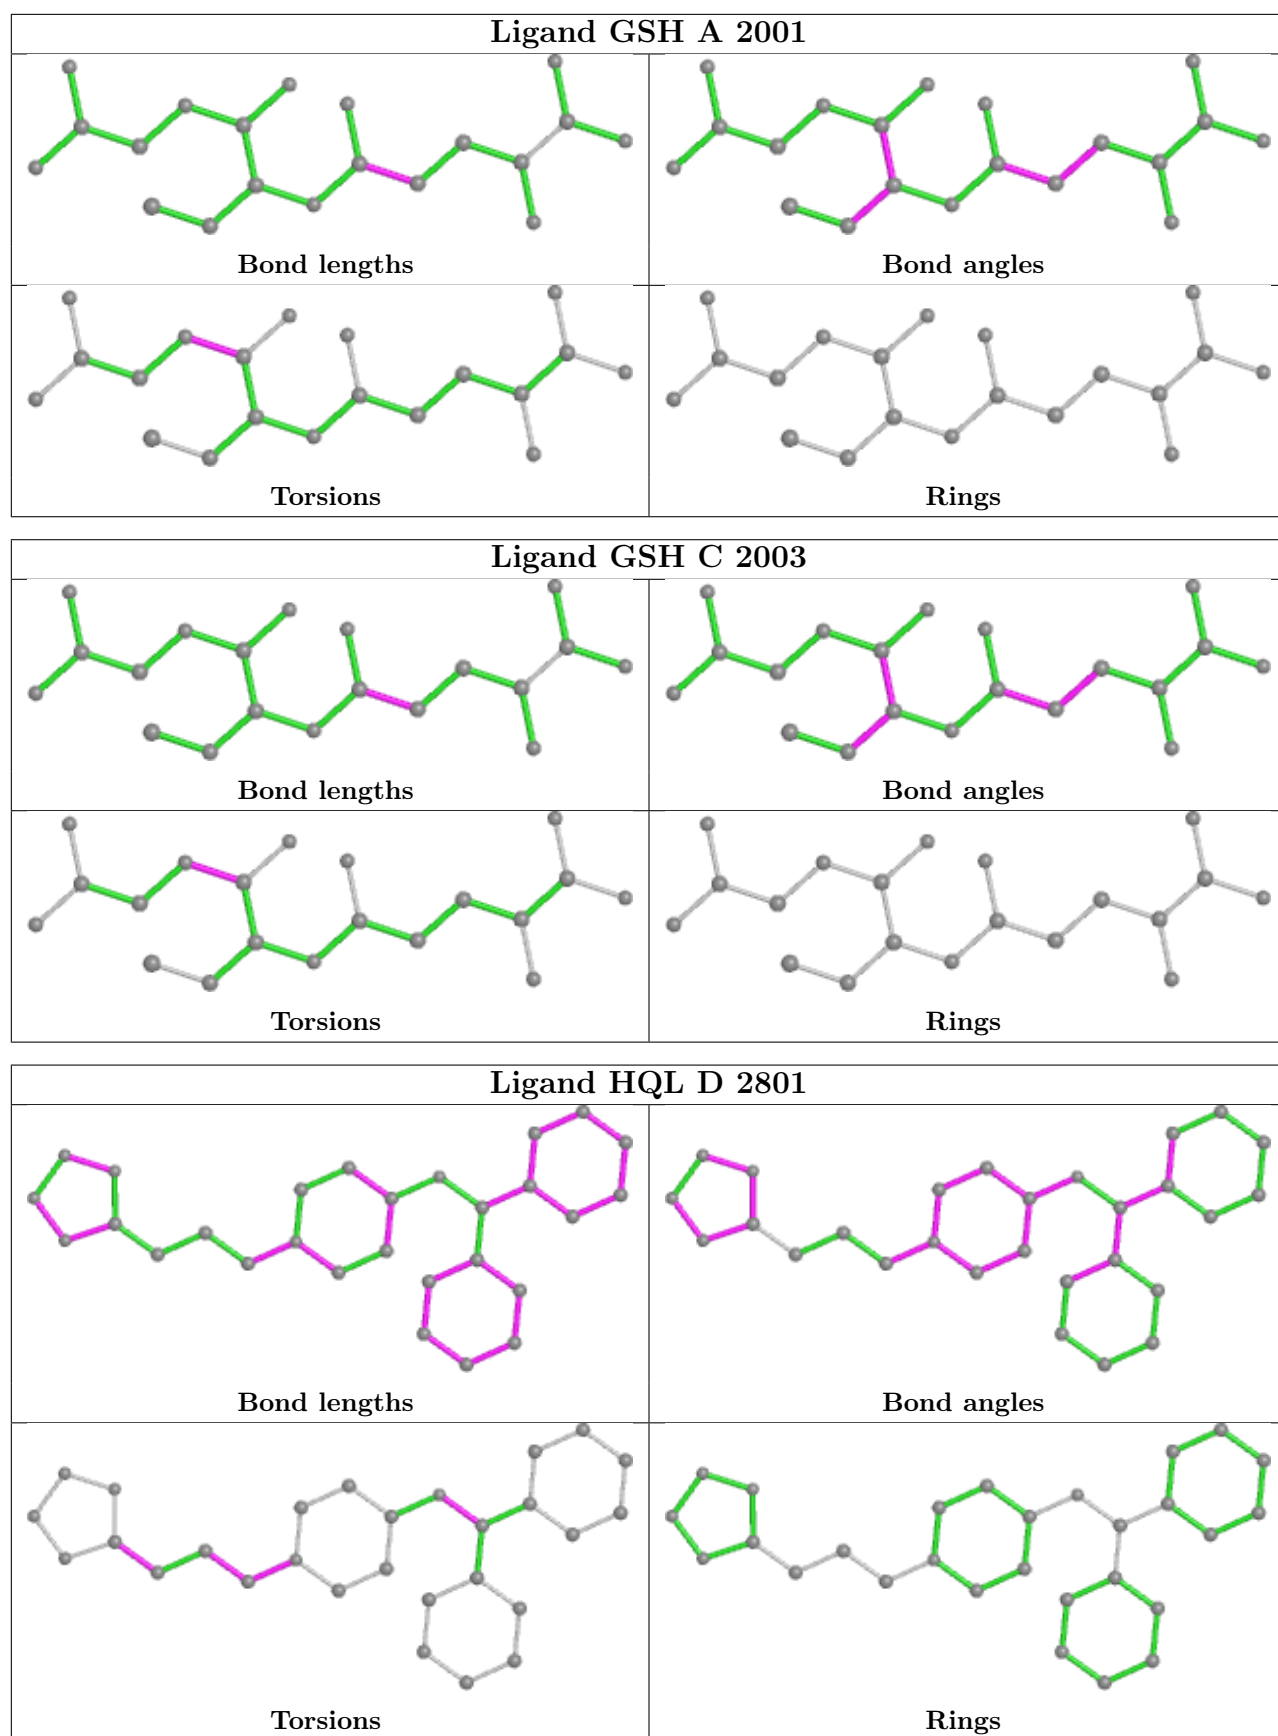 Ligand GSH A 2001
Bond lengths
Bond angles
Torsions
Rings
Ligand GSH C 2003
Bond lengths
Bond angles
Torsions
Rings
Ligand HQL D 2801
Bond lengths
Bond angles
Torsions
Rings